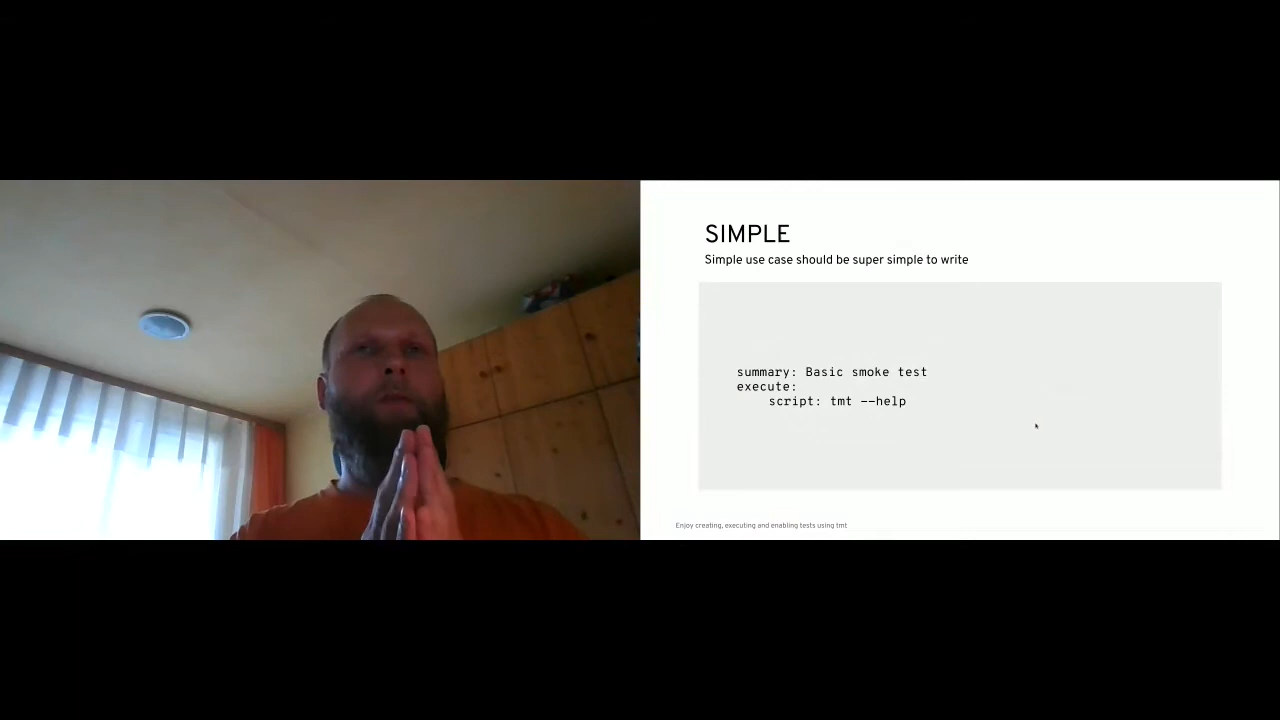 SIMPLE
Simple use case should be super simple to write
summary: Basic smoke test
execute:
    script: tmt --help
Enjoy creating, executing and enabling tests using tmt